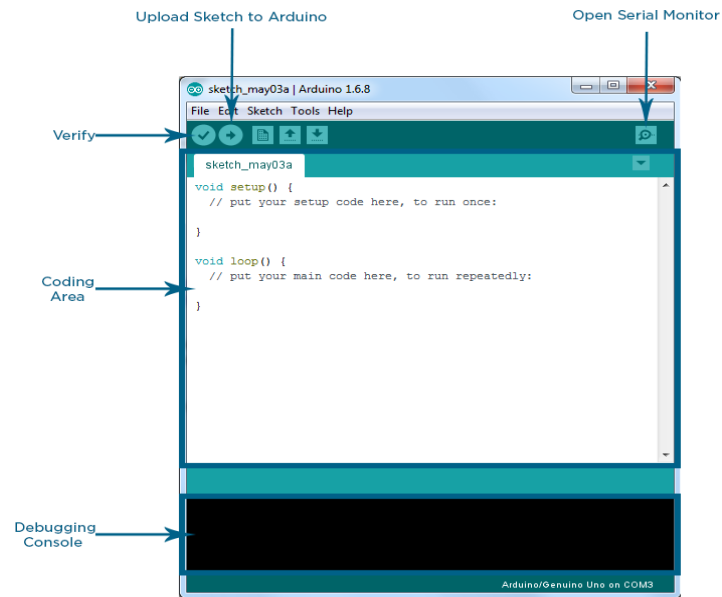 Upload Sketch to Arduino
Open Serial Monitor
sketch_may03a | Arduino 1.6.8
File Edit Sketch Tools Help
Verify
sketch_may03a
void setup() {
// put your setup code here, to run once:
}
void loop() {
// put your main code here, to run repeatedly:
}
Coding
Area
Debugging
Console
Arduino/Genuino Uno on COM3